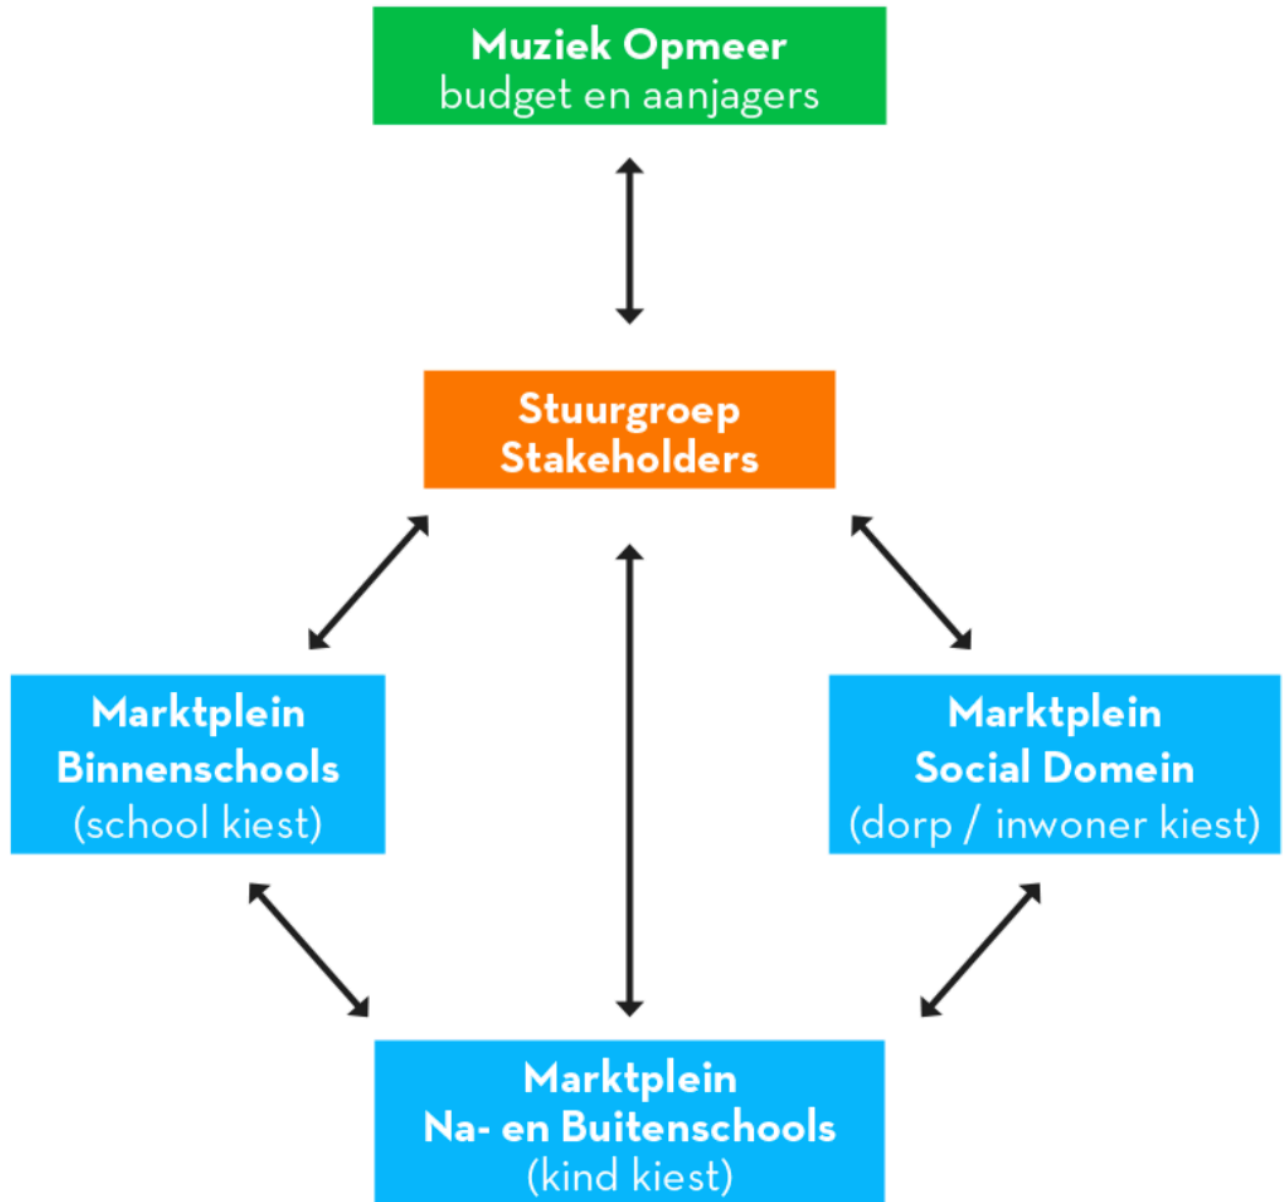 Muziek Opmeer
budget en aanjagers
Stuurgroep
Stakeholders
Marktplein
Binnenschools
(school kiest)
Marktplein
Social Domein
(dorp / inwoner kiest)
Marktplein
Na- en Buitenschools
(kind kiest)